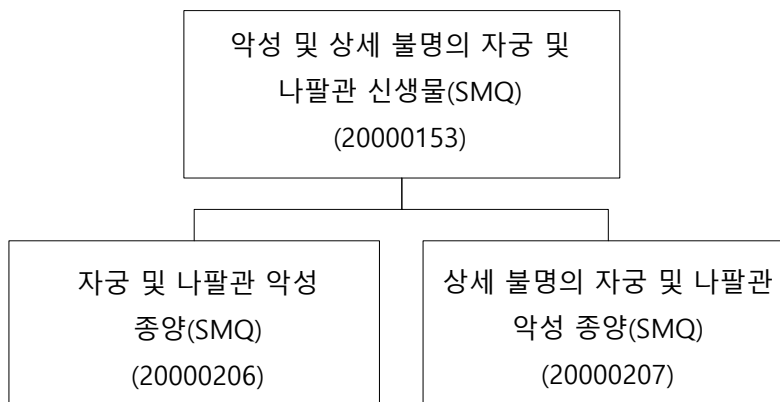 악성 및 상세 불명의 자궁 및
나팔관 신생물(SMQ)
(20000153)
자궁 및 나팔관 악성
종양(SMQ)
(20000206)
상세 불명의 자궁 및 나팔관
악성 종양(SMQ)
(20000207)